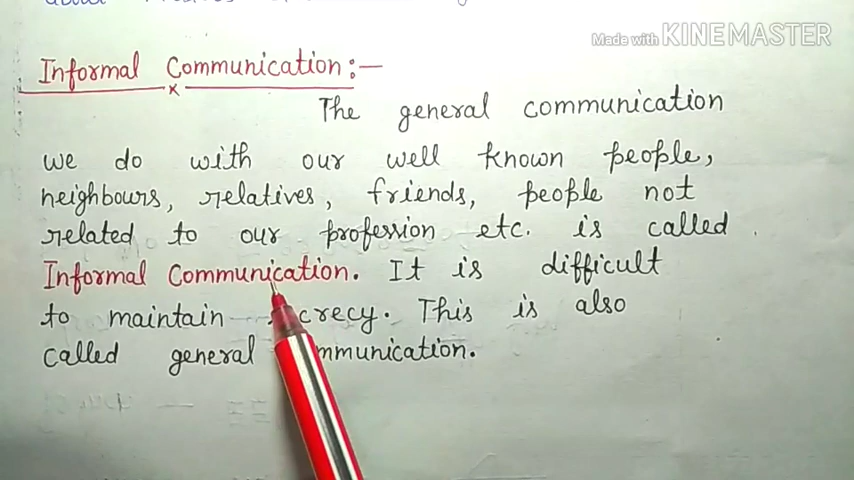 Made with KINEMASTER
Informal Communication:-
x
The general communication
we do with our well known people,
neighbours, relatives, friends, people not
related to our profession etc. is called
Informal Communication. It is difficult
to maintain crecy. This is also
called general mmunication.